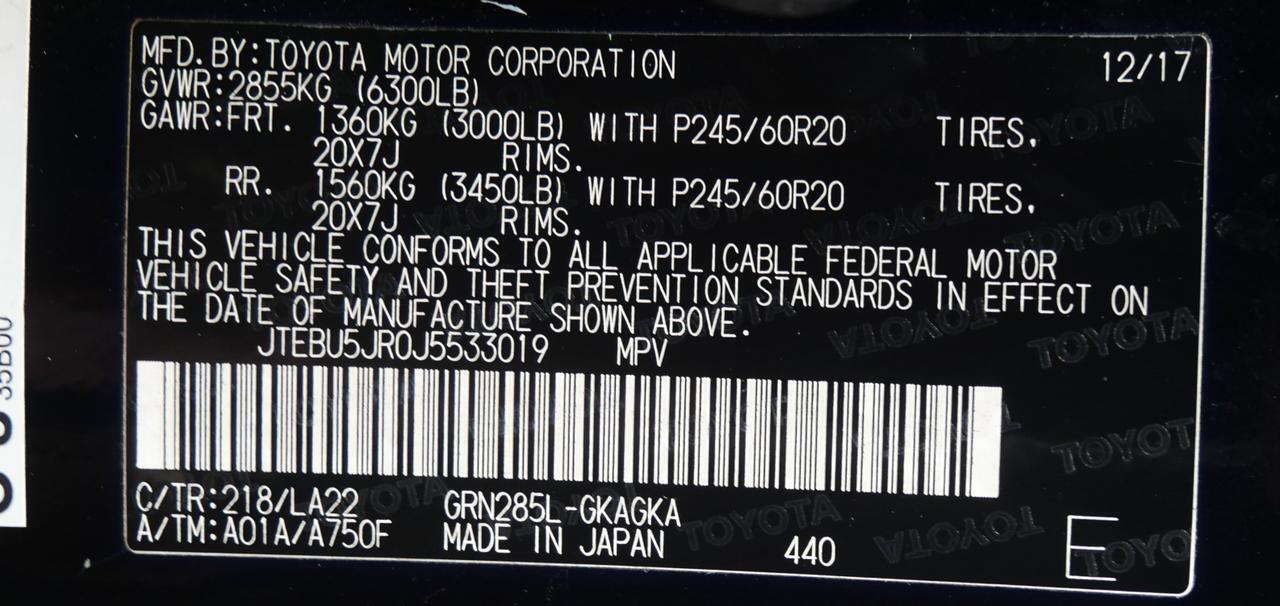 MFD. BY: TOYOTA MOTOR CORPORATION 12/17
GVWR: 2855KG (6300LB)
GAWR: FRT. 1360KG (3000LB) WITH P245/60R20 TIRES.
20X7J RIMS.
RR. 1560KG (3450LB) WITH P245/60R20 TIRES.
20X7J RIMS.
THIS VEHICLE CONFORMS TO ALL APPLICABLE FEDERAL MOTOR
VEHICLE SAFETY AND THEFT PREVENTION STANDARDS IN EFFECT ON
THE DATE OF MANUFACTURE SHOWN ABOVE.
JTEBU5JR0J5533019 MPV
C/TR: 218/LA22 GRN285L-GKAGKA
A/TM: A01A/A750F MADE IN JAPAN 440 E
35B00